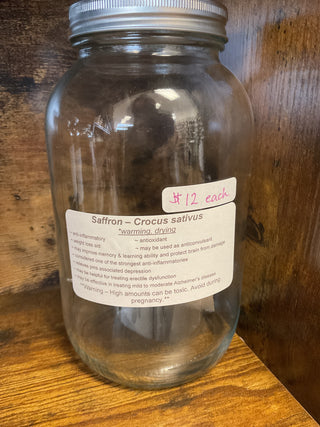 $12 each
Saffron – Crocus sativus
*warming, drying
~anti-inflammatory ~ antioxidant
~ weight loss aid ~ may be used as anticonvulsant
~ may improve memory & learning ability and protect brain from damage
~ considered one of the strongest anti-inflammatories
~ relieves pms associated depression
~ may be helpful for treating erectile dysfunction
effective in treating mild to moderate Alzheimer's disease
**Warning – High amounts can be toxic. Avoid during
pregnancy.**